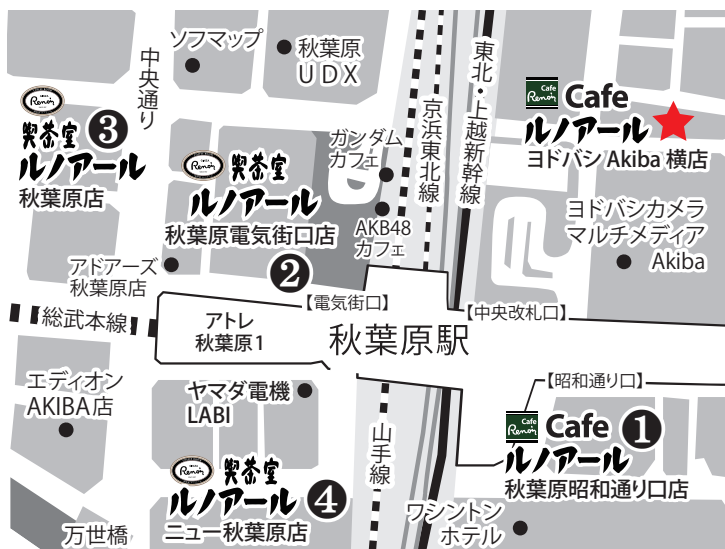 ソフマップ
秋葉原
UDX
中央通り
Renoir
喫茶室
❸
ルノアール
秋葉原店
Renoir
喫茶室
ルノアール
秋葉原電気街口店
❷
ガンダム
カフェ
AKB48
カフェ
京浜東北線
東北・上越新幹線
Cafe
Renoir
Cafe
ルノアール
ヨドバシ Akiba 横店
ヨドバシカメラ
マルチメディア
Akiba
アドアーズ
秋葉原店
総武本線
アトレ
秋葉原1
【電気街口】
秋葉原駅
【中央改札口】
【昭和通り口】
エディオン
AKIBA店
ヤマダ電機
LABI
山手線
Renoir
喫茶室
ルノアール
ニュー秋葉原店
❹
Cafe
Renoir
Cafe
❶
ルノアール
秋葉原昭和通り口店
ワシントン
ホテル
万世橋